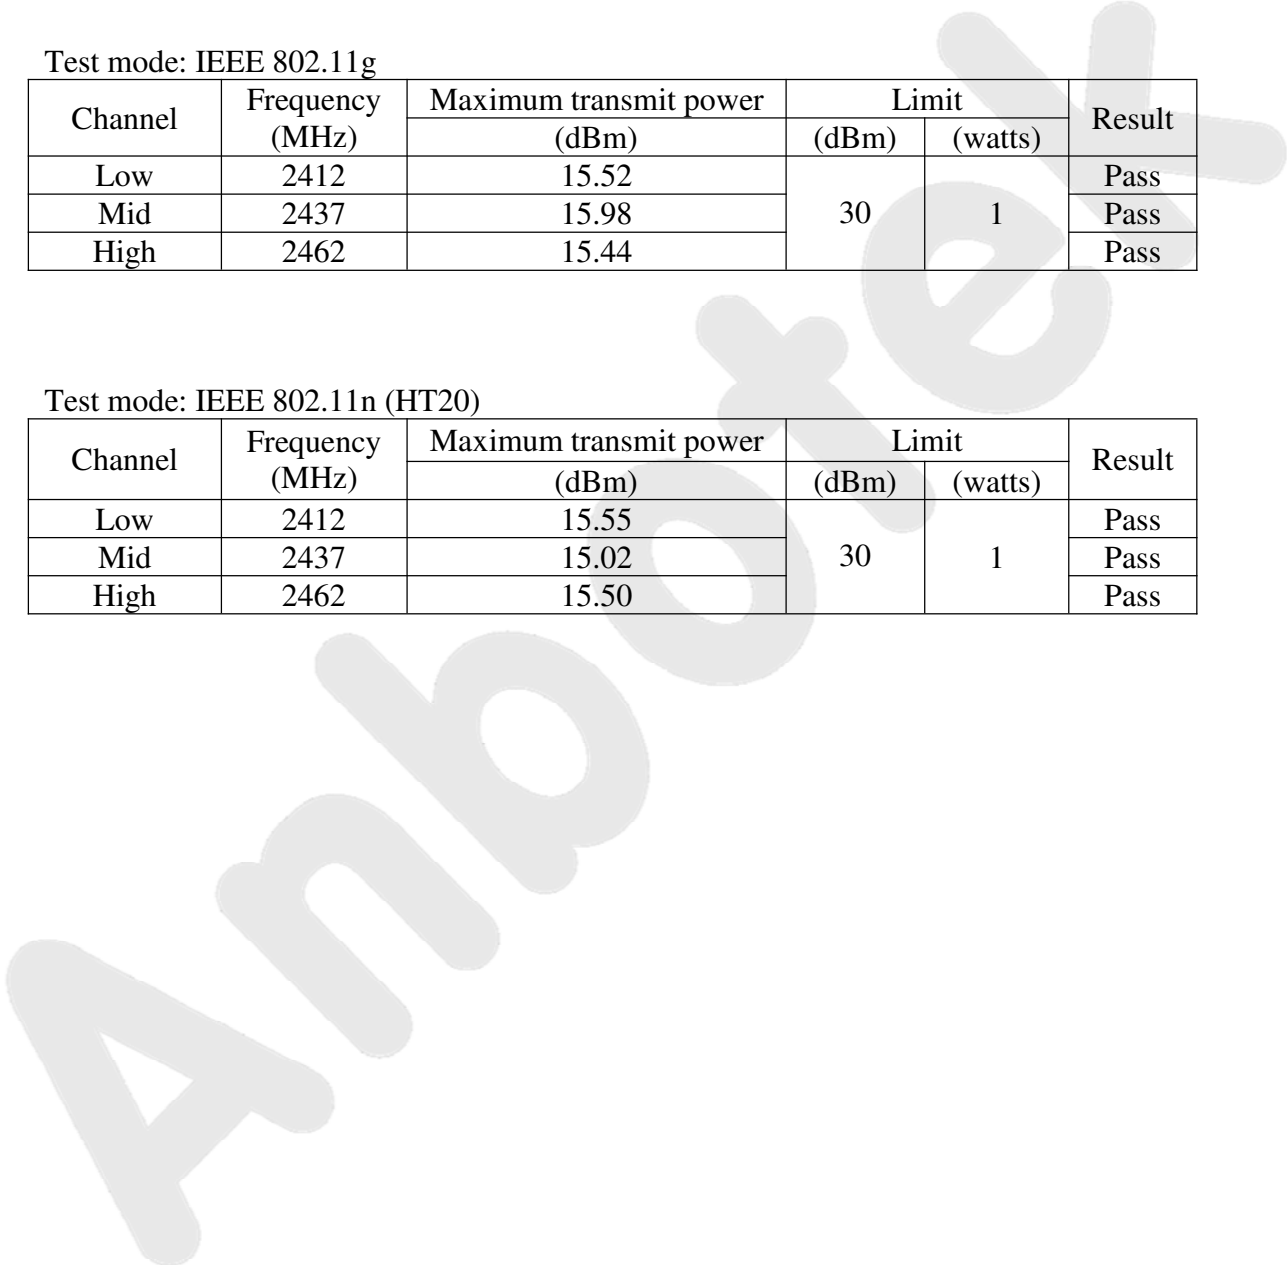 Test mode: IEEE 802.11g
Channel Frequency (MHz) Maximum transmit power Limit Result
(dBm) (dBm) (watts)
Low 2412 15.52 30 1 Pass
Mid 2437 15.98 Pass
High 2462 15.44 Pass
Test mode: IEEE 802.11n (HT20)
Channel Frequency (MHz) Maximum transmit power Limit Result
(dBm) (dBm) (watts)
Low 2412 15.55 30 1 Pass
Mid 2437 15.02 Pass
High 2462 15.50 Pass
Anbotek